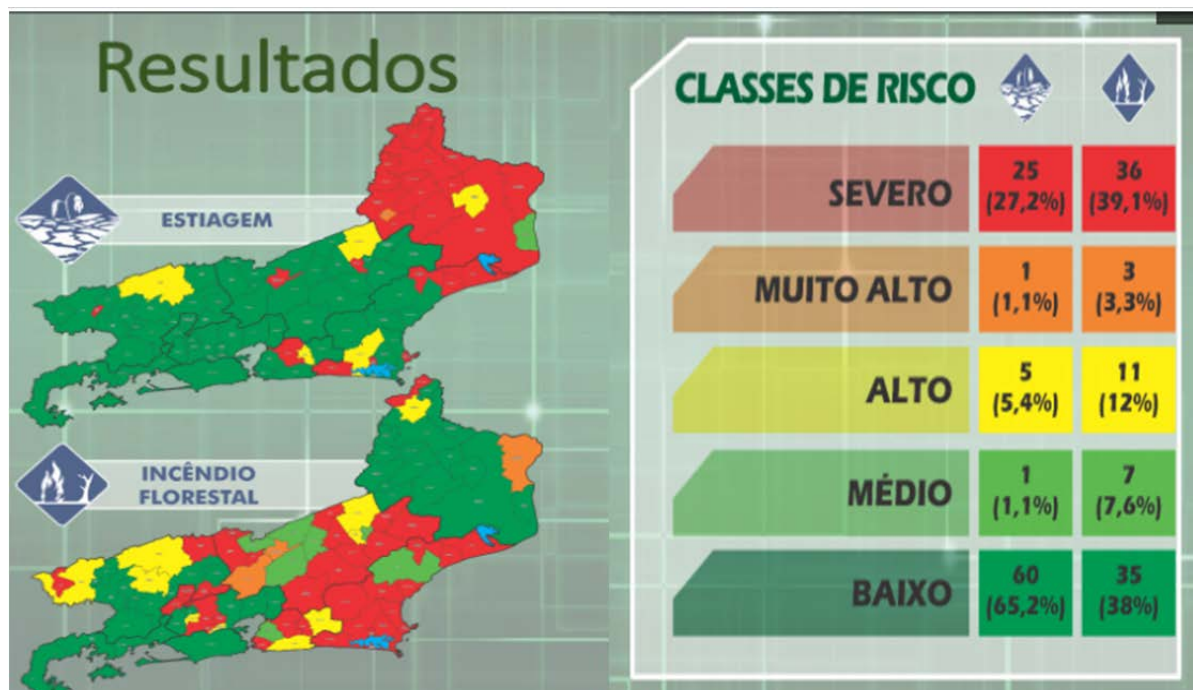 Resultados
ESTIAGEM
INCÊNDIO
FLORESTAL
CLASSES DE RISCO
SEVERO
25
(27,2%)
36
(39,1%)
MUITO ALTO
1
(1,1%)
3
(3,3%)
ALTO
5
(5,4%)
11
(12%)
MÉDIO
1
(1,1%)
7
(7,6%)
BAIXO
60
(65,2%)
35
(38%)